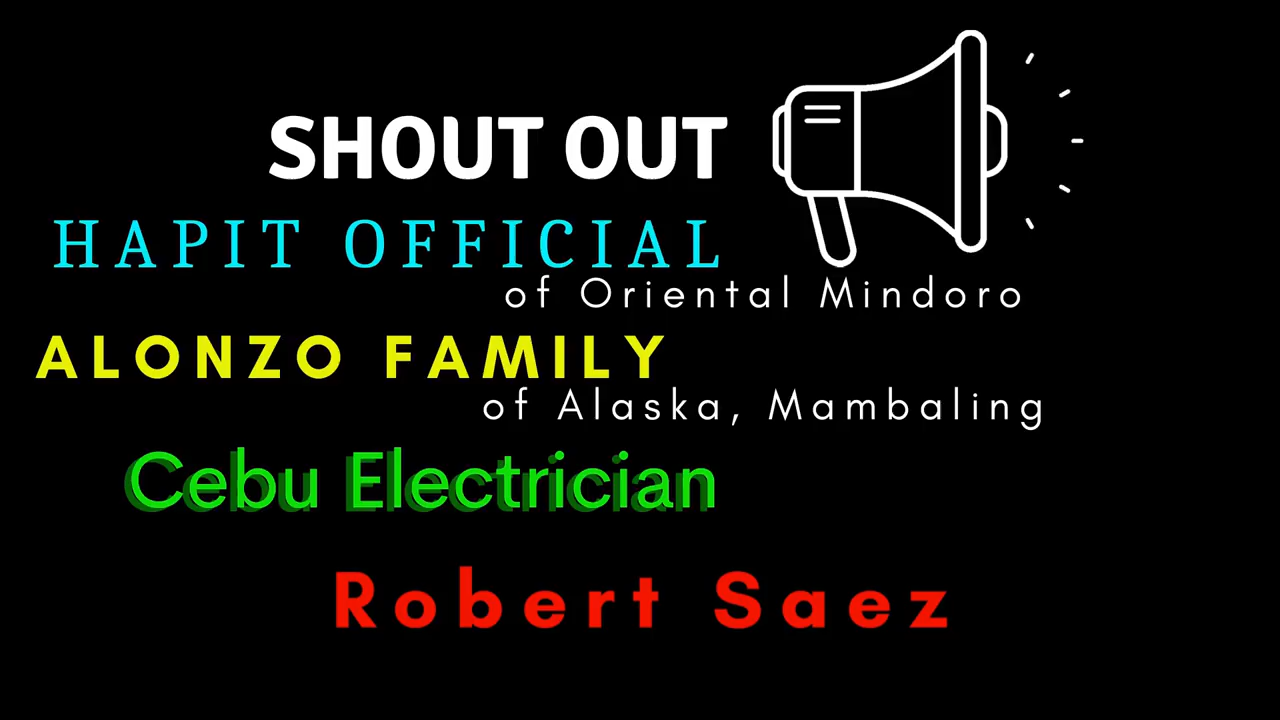 SHOUT OUT
HAPIT OFFICIAL
of Oriental Mindoro
ALONZO FAMILY
of Alaska, Mambaling
Cebu Electrician
Robert Saez